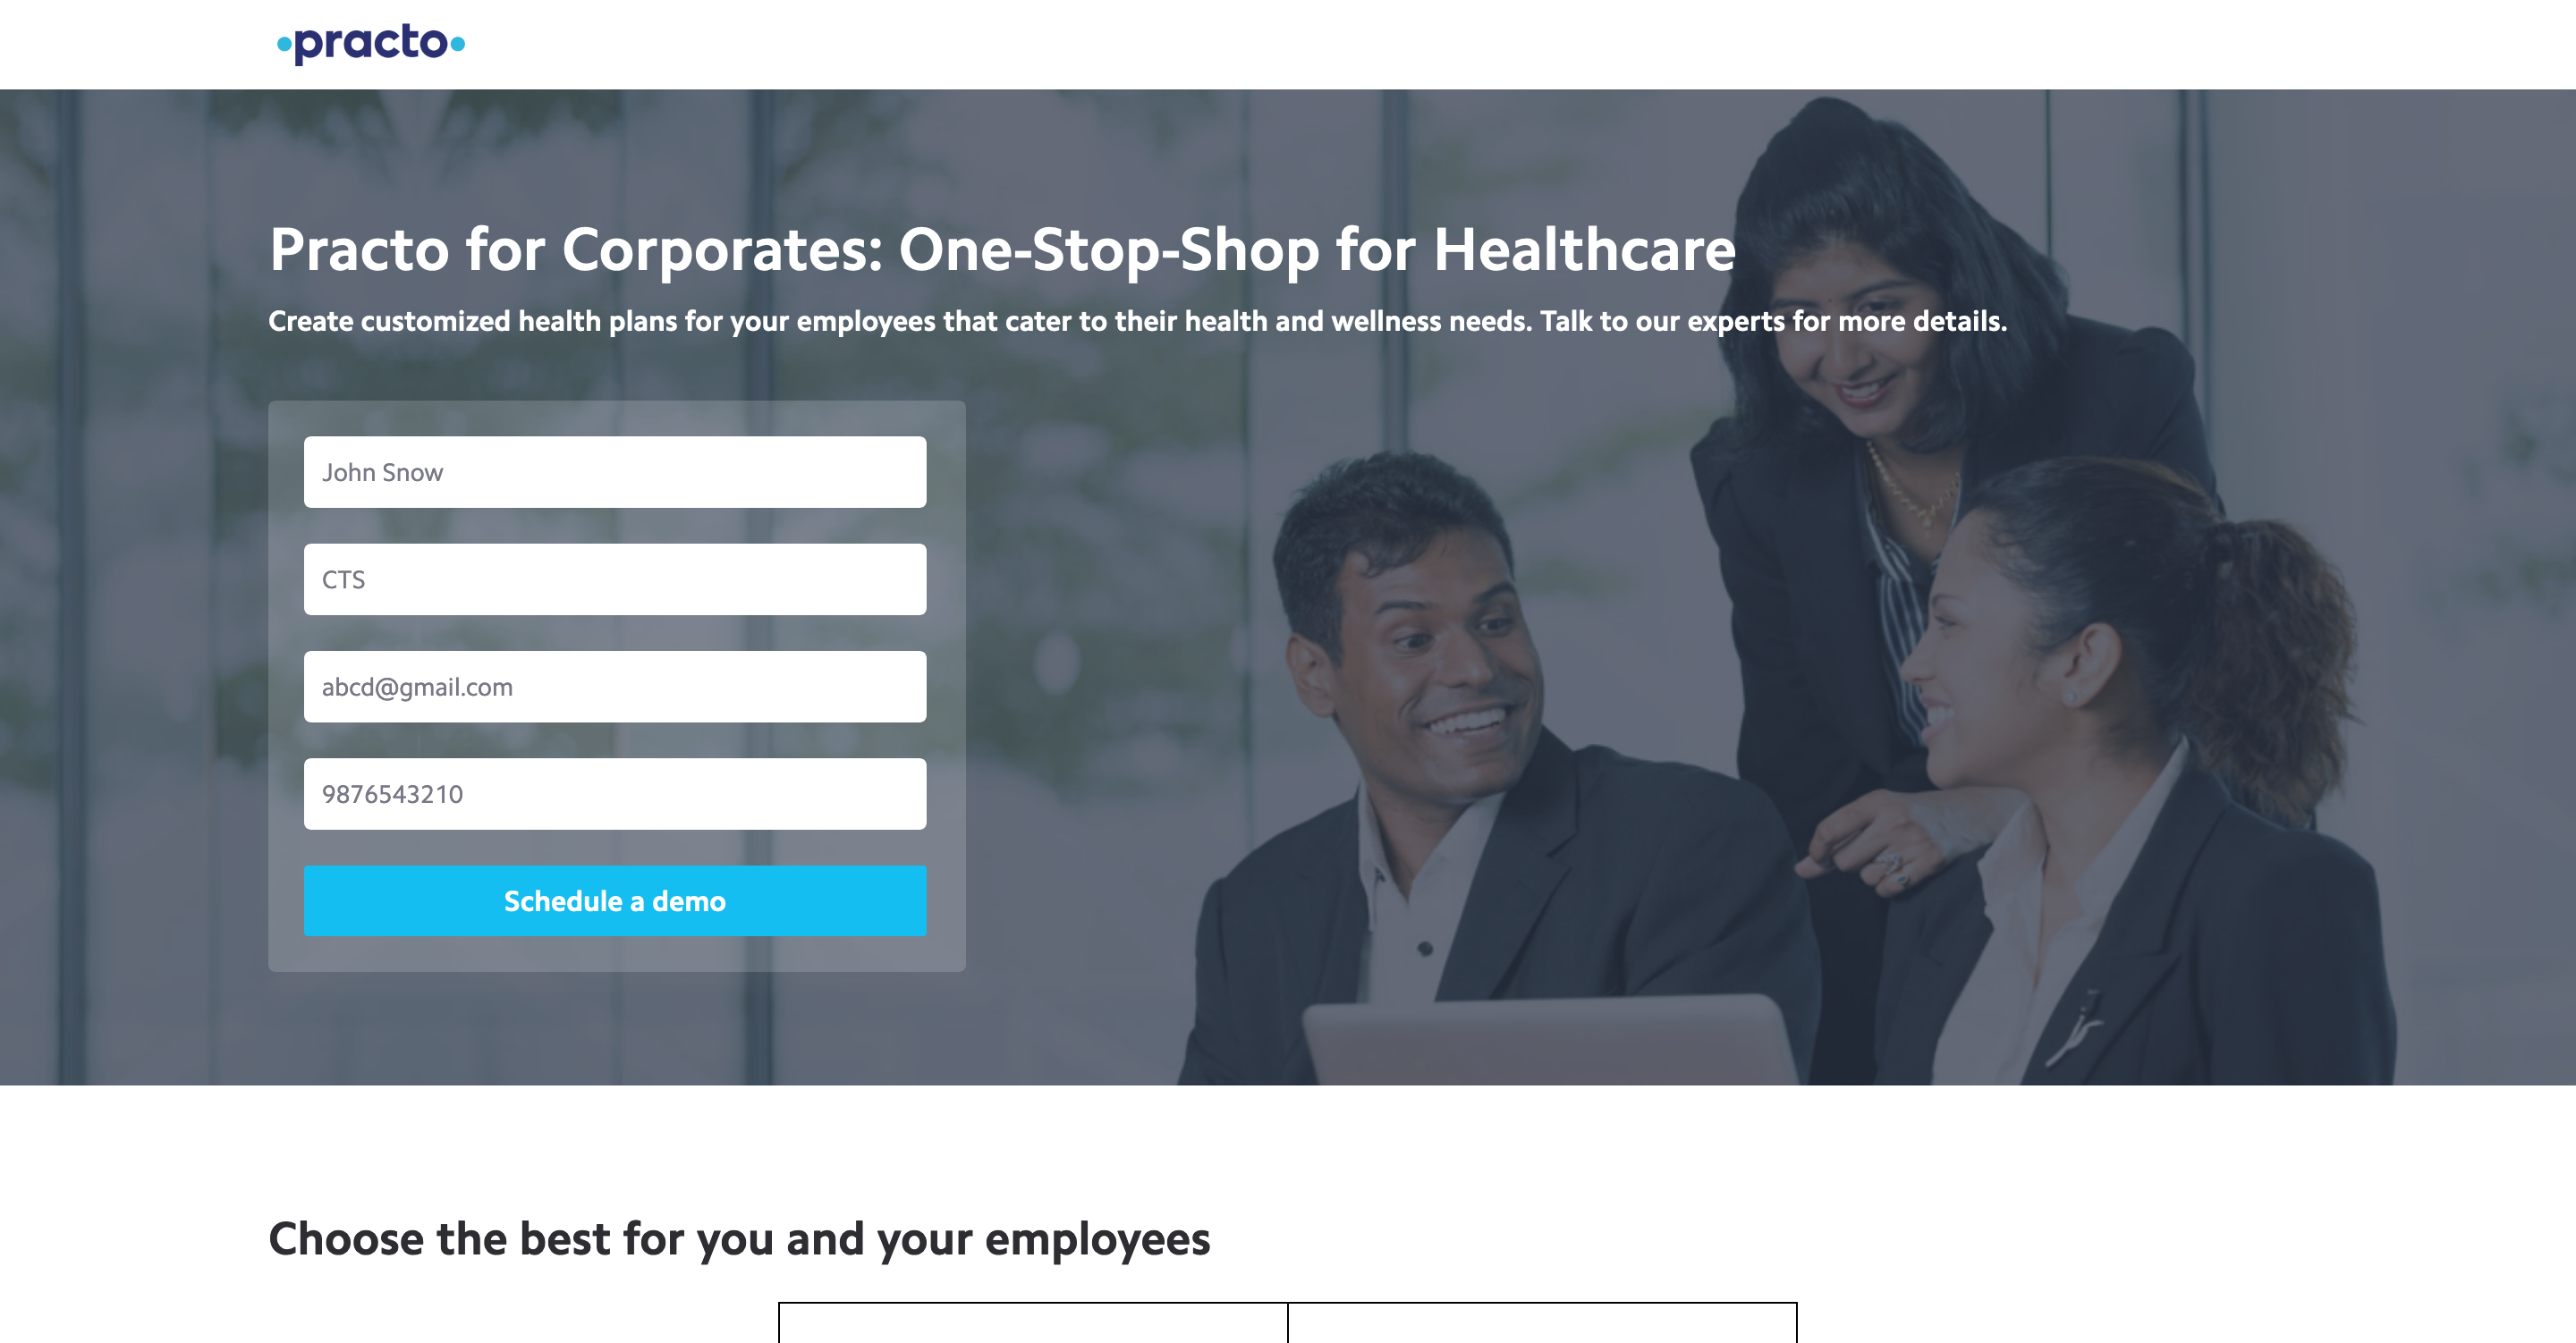 practo
Practo for Corporates: One-Stop-Shop for Healthcare
Create customized health plans for your employees that cater to their health and wellness needs. Talk to our experts for more details.
John Snow
CTS
abcd@gmail.com
9876543210
Schedule a demo
Choose the best for you and your employees